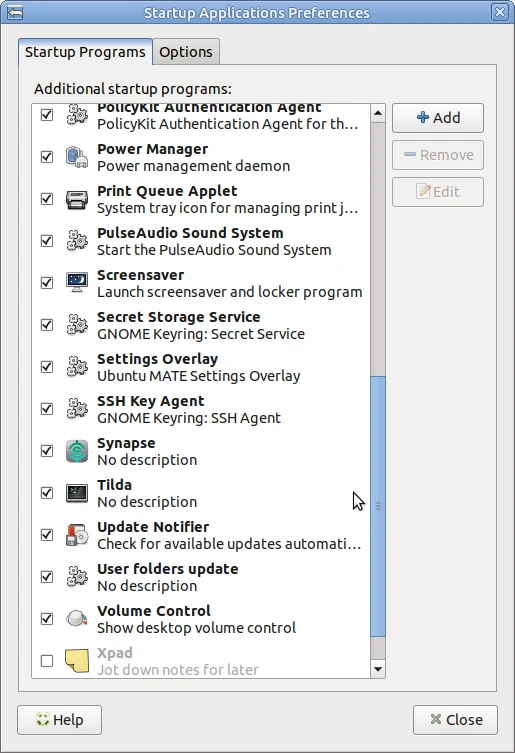 Startup Applications Preferences
Startup Programs
Options
Additional startup programs:
PolicyKit Authentication Agent
PolicyKit Authentication Agent for th...
Power Manager
Power management daemon
Print Queue Applet
System tray icon for managing print j...
PulseAudio Sound System
Start the PulseAudio Sound System
Screensaver
Launch screensaver and locker program
Secret Storage Service
GNOME Keyring: Secret Service
Settings Overlay
Ubuntu MATE Settings Overlay
SSH Key Agent
GNOME Keyring: SSH Agent
Synapse
No description
Tilda
No description
Update Notifier
Check for available updates automati...
User folders update
No description
Volume Control
Show desktop volume control
Xpad
Jot down notes for later
Add
Remove
Edit
Help
Close